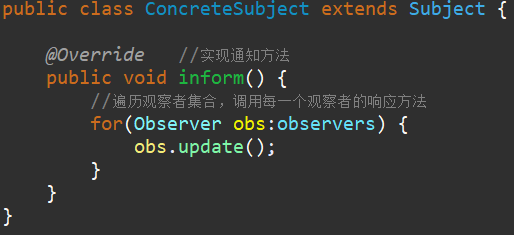 public class ConcreteSubject extends Subject {
@Override //实现通知方法
public void inform() {
//遍历观察者集合，调用每一个观察者的响应方法
for(Observer obs:observers) {
obs.update();
}
}
}